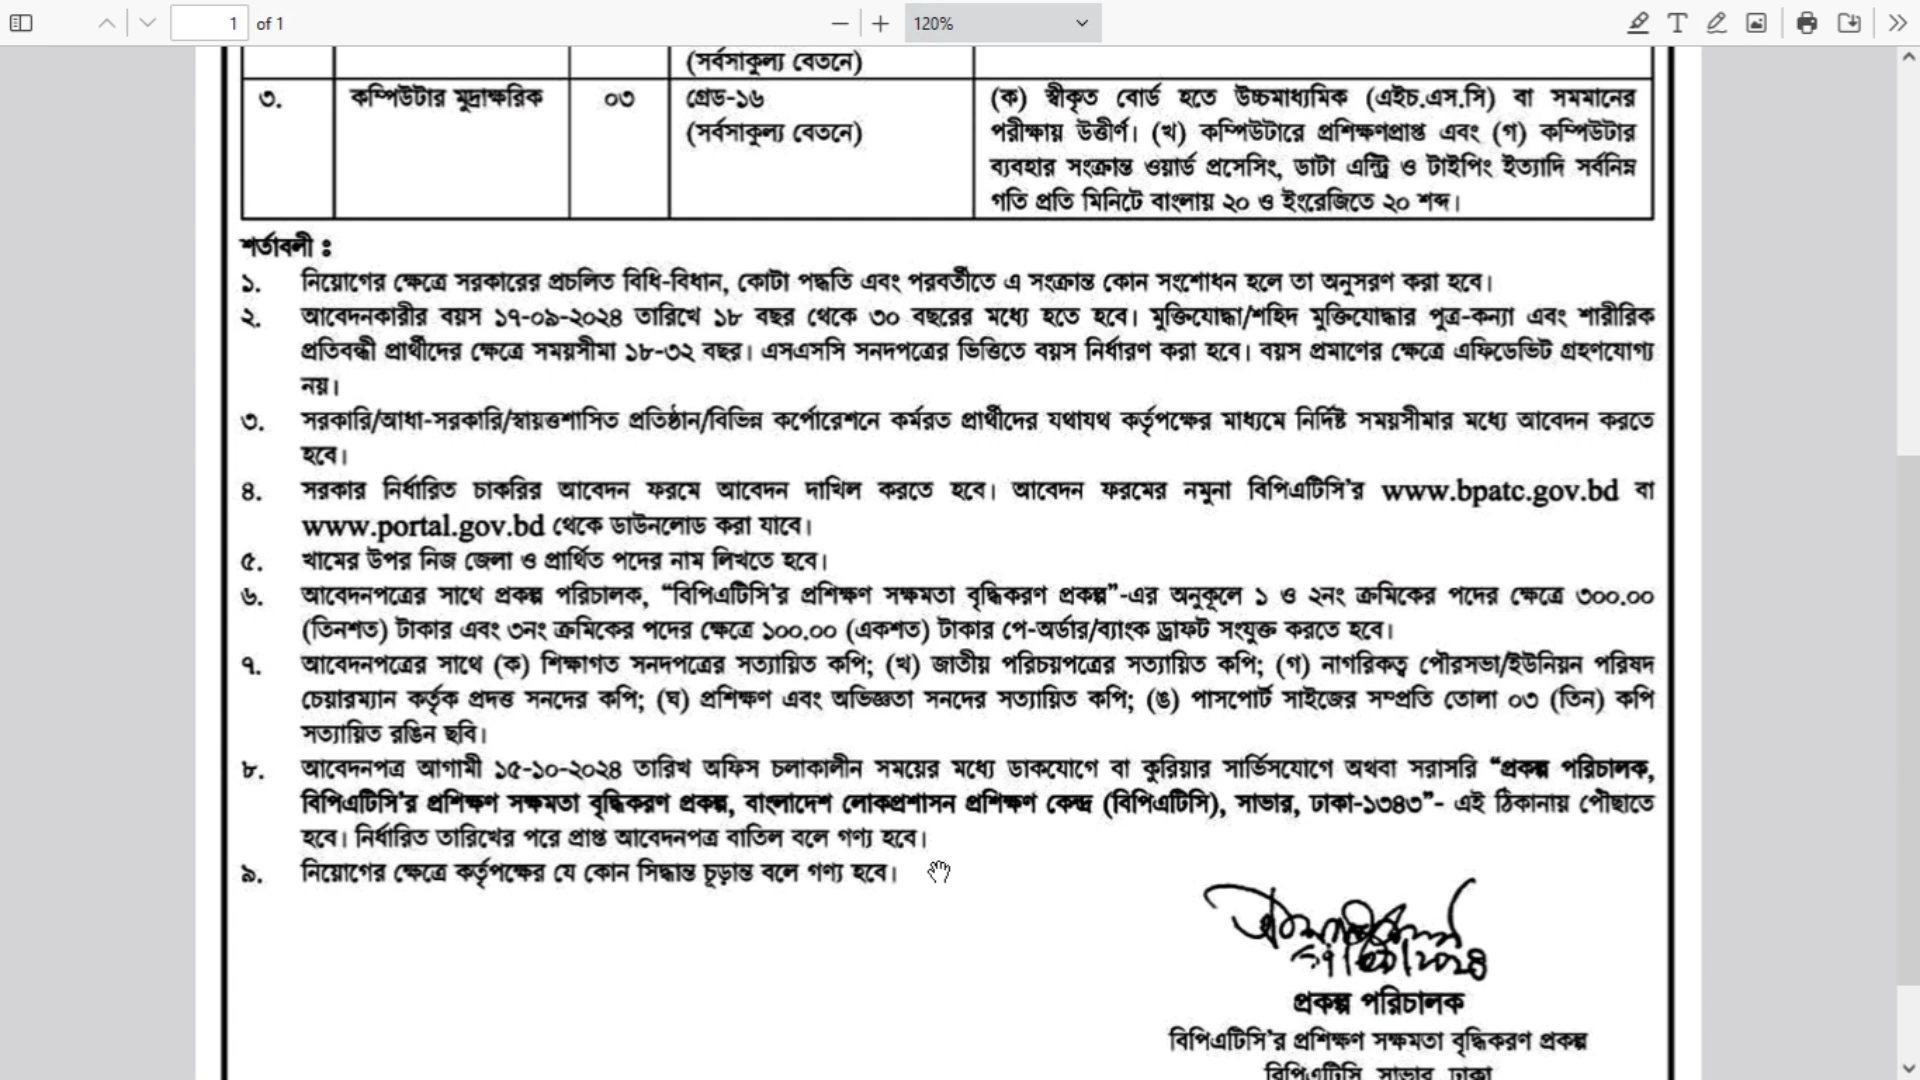 1 of 1 120%
(সর্বসাকুল্য বেতনে)
৩. কম্পিউটার মুদ্রাক্ষরিক ০৩ গ্রেড-১৬ (ক) স্বীকৃত বোর্ড হতে উচ্চমাধ্যমিক (এইচ.এস.সি) বা সমমানের
(সর্বসাকুল্য বেতনে) পরীক্ষায় উত্তীর্ণ। (খ) কম্পিউটারে প্রশিক্ষণপ্রাপ্ত এবং (গ) কম্পিউটার
ব্যবহার সংক্রান্ত ওয়ার্ড প্রসেসিং, ডাটা এন্ট্রি ও টাইপিং ইত্যাদি সর্বনিম্ন
গতি প্রতি মিনিটে বাংলায় ২০ ও ইংরেজিতে ২০ শব্দ।
শর্তাবলী ঃ
১. নিয়োগের ক্ষেত্রে সরকারের প্রচলিত বিধি-বিধান, কোটা পদ্ধতি এবং পরবর্তীতে এ সংক্রান্ত কোন সংশোধন হলে তা অনুসরণ করা হবে।
২. আবেদনকারীর বয়স ১৭-০৯-২০২৪ তারিখে ১৮ বছর থেকে ৩০ বছরের মধ্যে হতে হবে। মুক্তিযোদ্ধা/শহিদ মুক্তিযোদ্ধার পুত্র-কন্যা এবং শারীরিক
প্রতিবন্ধী প্রার্থীদের ক্ষেত্রে সময়সীমা ১৮-৩২ বছর। এসএসসি সনদপত্রের ভিত্তিতে বয়স নির্ধারণ করা হবে। বয়স প্রমাণের ক্ষেত্রে এফিডেভিট গ্রহণযোগ্য
নয়।
৩. সরকারি/আধা-সরকারি/স্বায়ত্তশাসিত প্রতিষ্ঠান/বিভিন্ন কর্পোরেশনে কর্মরত প্রার্থীদের যথাযথ কর্তৃপক্ষের মাধ্যমে নির্দিষ্ট সময়সীমার মধ্যে আবেদন করতে
হবে।
৪. সরকার নির্ধারিত চাকরির আবেদন ফরমে আবেদন দাখিল করতে হবে। আবেদন ফরমের নমুনা বিপিএটিসি’র www.bpatc.gov.bd বা
www.portal.gov.bd থেকে ডাউনলোড করা যাবে।
৫. খামের উপর নিজ জেলা ও প্রার্থিত পদের নাম লিখতে হবে।
৬. আবেদনপত্রের সাথে প্রকল্প পরিচালক, “বিপিএটিসি’র প্রশিক্ষণ সক্ষমতা বৃদ্ধিকরণ প্রকল্প”-এর অনুকূলে ১ ও ২নং ক্রমিকের পদের ক্ষেত্রে ৩০০.০০
(তিনশত) টাকার এবং ৩নং ক্রমিকের পদের ক্ষেত্রে ১০০.০০ (একশত) টাকার পে-অর্ডার/ব্যাংক ড্রাফট সংযুক্ত করতে হবে।
৭. আবেদনপত্রের সাথে (ক) শিক্ষাগত সনদপত্রের সত্যায়িত কপি; (খ) জাতীয় পরিচয়পত্রের সত্যায়িত কপি; (গ) নাগরিকত্ব পৌরসভা/ইউনিয়ন পরিষদ
চেয়ারম্যান কর্তৃক প্রদত্ত সনদের কপি; (ঘ) প্রশিক্ষণ এবং অভিজ্ঞতা সনদের সত্যায়িত কপি; (ঙ) পাসপোর্ট সাইজের সম্প্রতি তোলা ০৩ (তিন) কপি
সত্যায়িত রঙিন ছবি।
৮. আবেদনপত্র আগামী ১৫-১০-২০২৪ তারিখ অফিস চলাকালীন সময়ের মধ্যে ডাকযোগে বা কুরিয়ার সার্ভিসযোগে অথবা সরাসরি “প্রকল্প পরিচালক,
বিপিএটিসি’র প্রশিক্ষণ সক্ষমতা বৃদ্ধিকরণ প্রকল্প, বাংলাদেশ লোকপ্রশাসন প্রশিক্ষণ কেন্দ্র (বিপিএটিসি), সাভার, ঢাকা-১৩৪৩”- এই ঠিকানায় পৌঁছাতে
হবে। নির্ধারিত তারিখের পরে প্রাপ্ত আবেদনপত্র বাতিল বলে গণ্য হবে।
৯. নিয়োগের ক্ষেত্রে কর্তৃপক্ষের যে কোন সিদ্ধান্ত চূড়ান্ত বলে গণ্য হবে।
প্রকল্প পরিচালক
বিপিএটিসি’র প্রশিক্ষণ সক্ষমতা বৃদ্ধিকরণ প্রকল্প
বিপিএটিসি, সাভার, ঢাকা